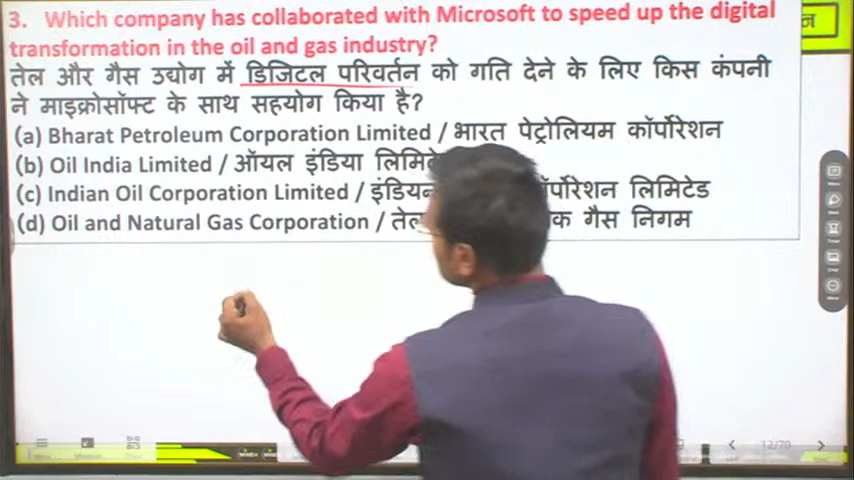 3. Which company has collaborated with Microsoft to speed up the digital
न
transformation in the oil and gas industry?
तेल और गैस उद्योग में डिजिटल परिवर्तन को गति देने के लिए किस कंपनी
ने माइक्रोसॉफ्ट के साथ सहयोग किया है?
(a) Bharat Petroleum Corporation Limited / भारत पेट्रोलियम कॉर्पोरेशन
(b) Oil India Limited / ऑयल इंडिया
(c) Indian Oil Corporation Limited / लिमिटेड
(d) Oil and Natural Gas Corporation / गैस निगम
12/70